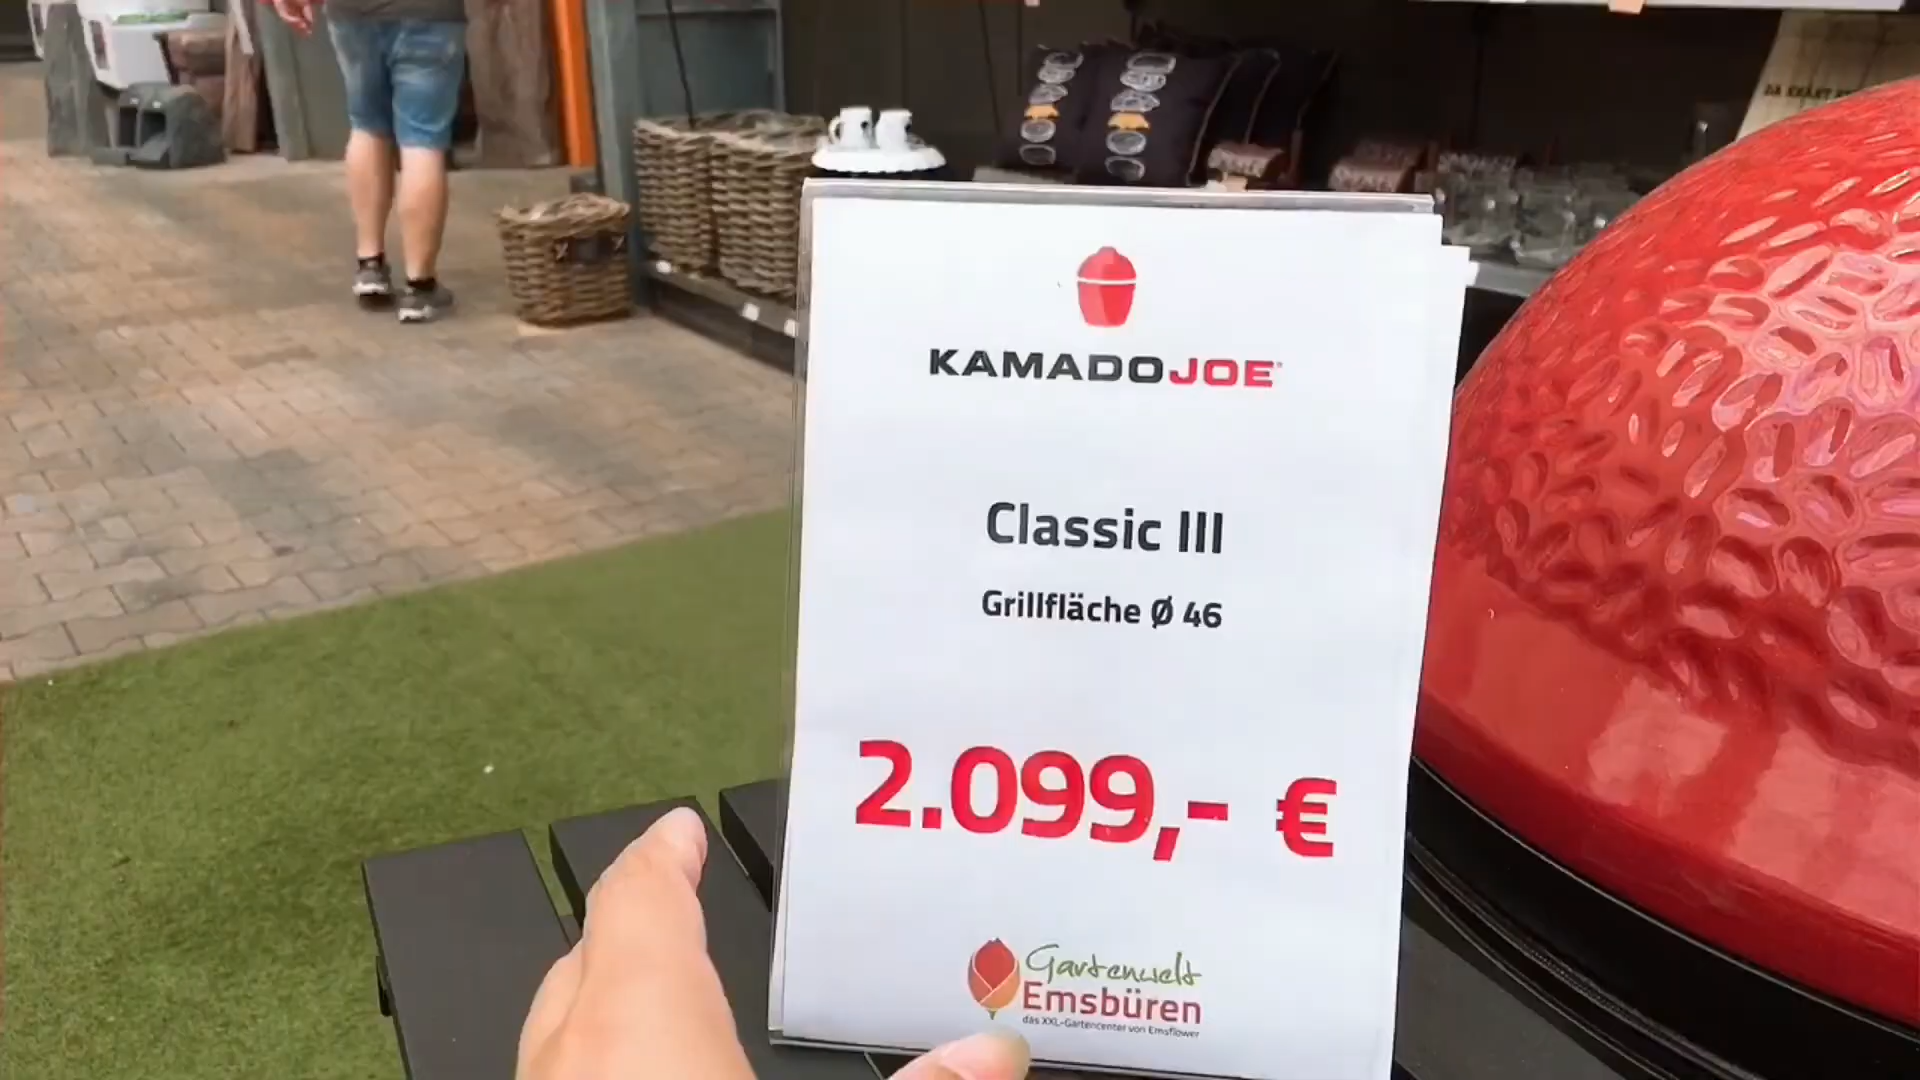 KAMADOJOE
Classic III
Grillfläche Ø 46
2.099,- €
Gartenwelt
Emsbüren
das XXL-Gartencenter von Emsflower